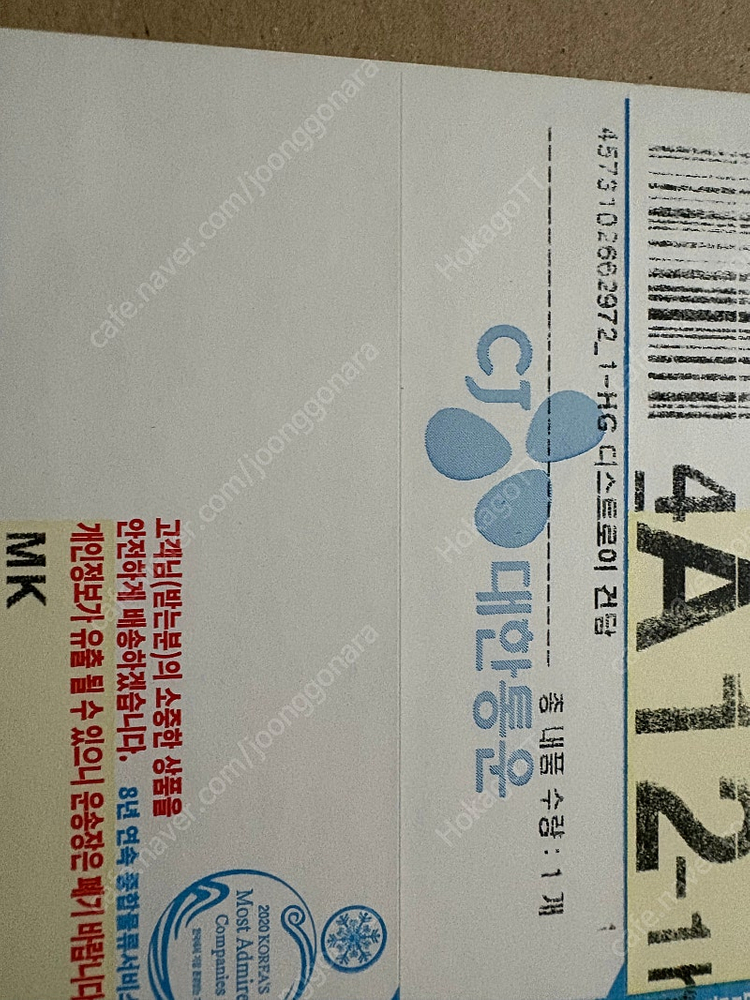 4573102662972_1-HG 디스트로이 건담
총 내품 수량 : 1 개
4A12-1
CJ 대한통운
고객님(받는분)의 소중한 상품을
안전하게 배송하겠습니다.
8년 연속 종합물류서비스
개인정보가 유출 될 수 있으니 운송장은 폐기 바랍니다
MK
2020 KOREA'S
Most Admire
Companies
cafe.naver.com/joonggonara
HokagoTT